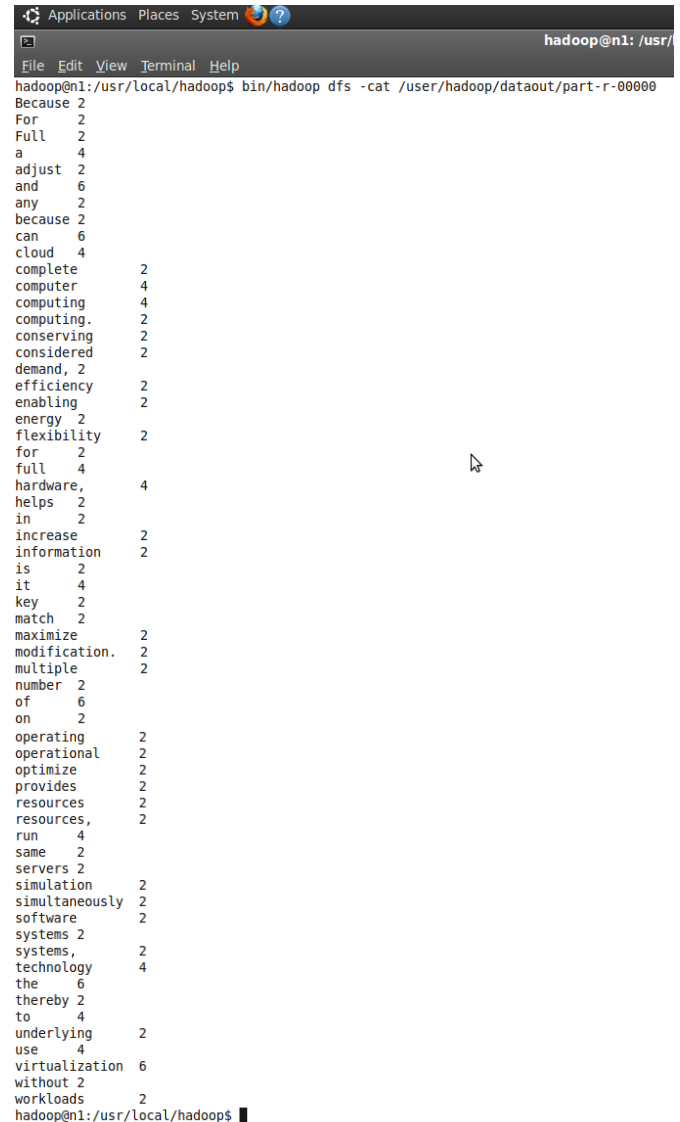 Applications Places System ?
hadoop@n1: /usr/
File Edit View Terminal Help
hadoop@n1:/usr/local/hadoop$ bin/hadoop dfs -cat /user/hadoop/dataout/part-r-00000
Because 2
For 2
Full 2
a 4
adjust 2
and 6
any 2
because 2
can 6
cloud 4
complete 2
computer 4
computing 4
computing. 2
conserving 2
considered 2
demand, 2
efficiency 2
enabling 2
energy 2
flexibility 2
for 2
full 4
hardware, 4
helps 2
in 2
increase 2
information 2
is 2
it 4
key 2
match 2
maximize 2
modification. 2
multiple 2
number 2
of 6
on 2
operating 2
operational 2
optimize 2
provides 2
resources 2
resources, 2
run 4
same 2
servers 2
simulation 2
simultaneously 2
software 2
systems 2
systems, 2
technology 4
the 6
thereby 2
to 4
underlying 2
use 4
virtualization 6
without 2
workloads 2
hadoop@n1:/usr/local/hadoop$